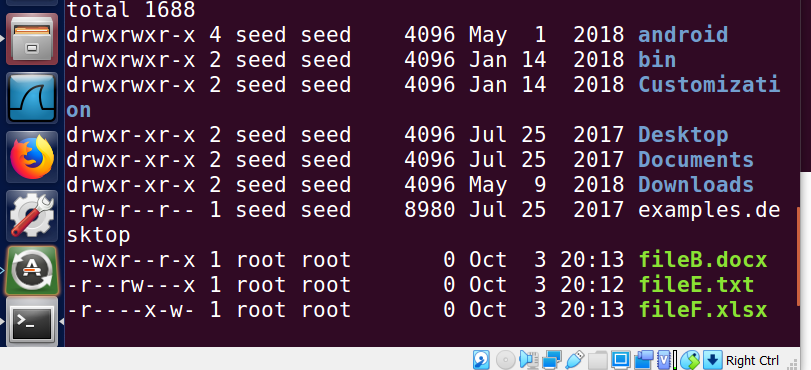 total 1688
drwxrwxr-x 4 seed seed    4096 May  1  2018 android
drwxrwxr-x 2 seed seed    4096 Jan 14  2018 bin
drwxrwxr-x 2 seed seed    4096 Jan 14  2018 Customizati
on
drwxr-xr-x 2 seed seed    4096 Jul 25  2017 Desktop
drwxr-xr-x 2 seed seed    4096 Jul 25  2017 Documents
drwxr-xr-x 2 seed seed    4096 May  9  2018 Downloads
-rw-r--r-- 1 seed seed    8980 Jul 25  2017 examples.de
sktop
--wxr--r-x 1 root root       0 Oct  3 20:13 fileB.docx
-r--rw---x 1 root root       0 Oct  3 20:12 fileE.txt
-r----x-w- 1 root root       0 Oct  3 20:13 fileF.xlsx
Right Ctrl